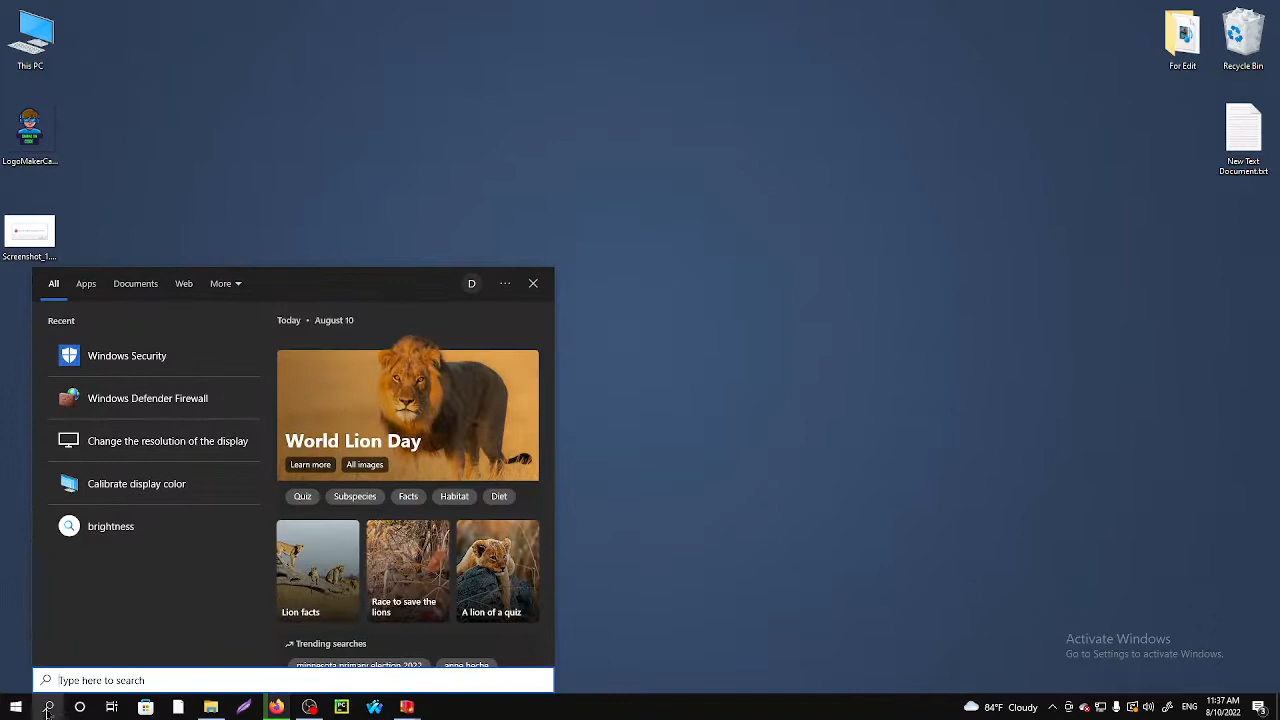 This PC
For Edit
Recycle Bin
LogoMakerCa...
New Text
Document.txt
Screenshot_1....
All
Apps
Documents
Web
More
D
Recent
Today • August 10
Windows Security
Windows Defender Firewall
Change the resolution of the display
Calibrate display color
brightness
World Lion Day
Learn more
All images
Quiz
Subspecies
Facts
Habitat
Diet
Lion facts
Race to save the
lions
A lion of a quiz
Trending searches
minnesota primary election 2022
anne heche
Type here to search
Activate Windows
Go to Settings to activate Windows.
PC
84°F Cloudy
11:37 AM
8/10/2022